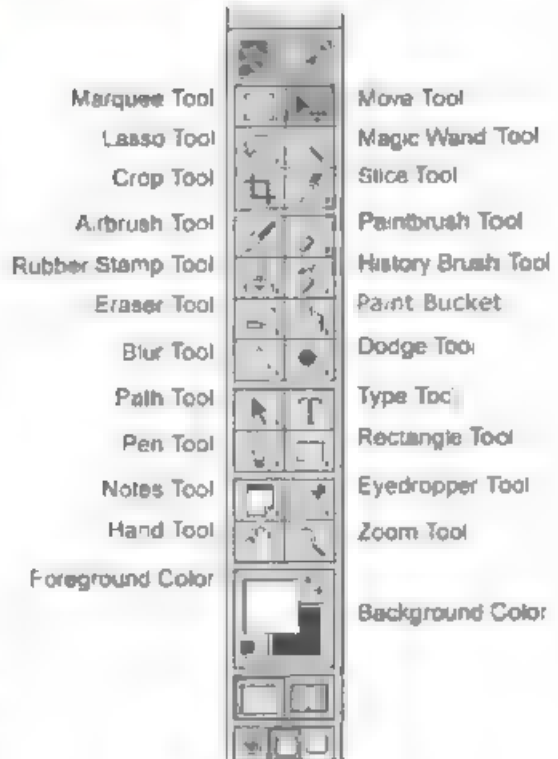 Marquee Tool
Move Tool
Lasso Tool
Magic Wand Tool
Crop Tool
Slice Tool
Airbrush Tool
Paintbrush Tool
Rubber Stamp Tool
History Brush Tool
Eraser Tool
Paint Bucket
Blur Tool
Dodge Tool
Path Tool
Type Tool
Pen Tool
Rectangle Tool
Notes Tool
Eyedropper Tool
Hand Tool
Zoom Tool
Foreground Color
Background Color